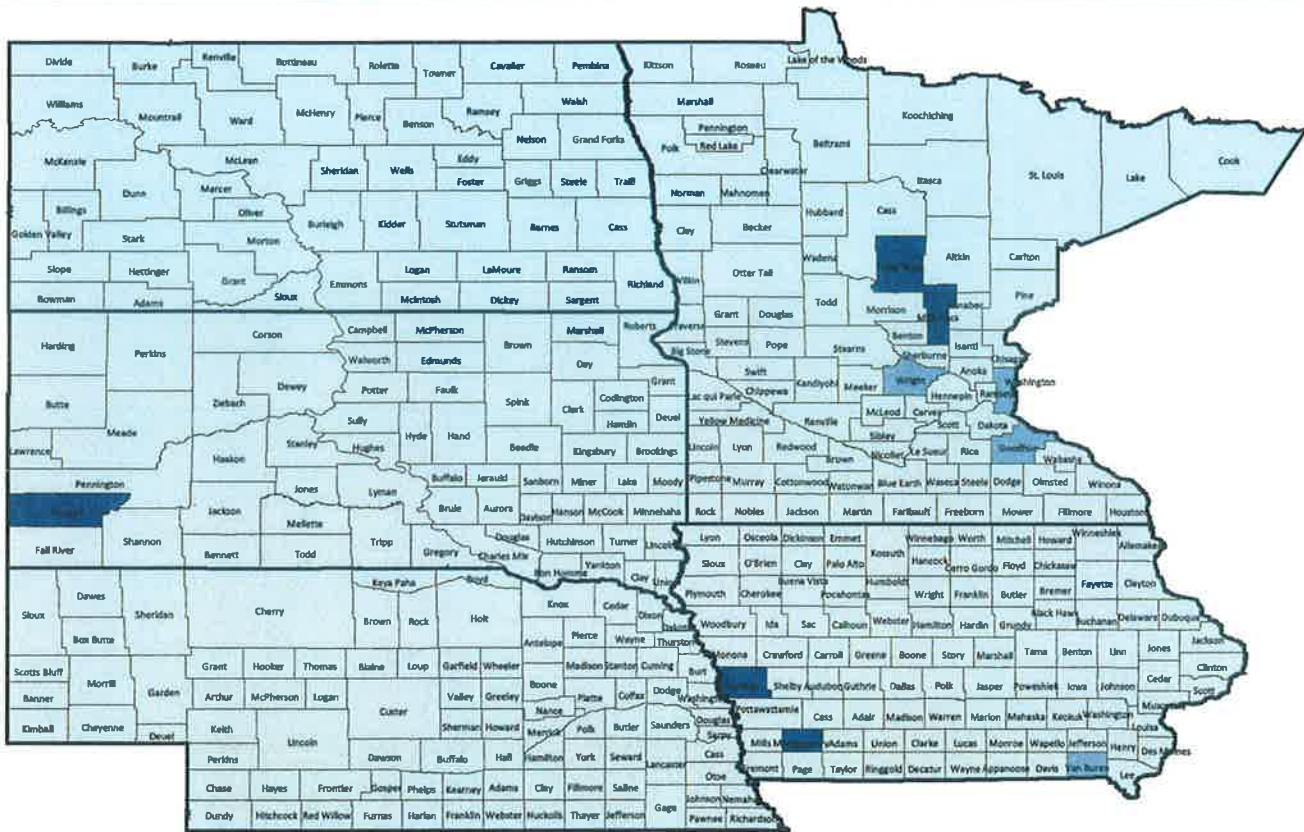 Divide Burke Renville Bottineau Rolette Towner Cavalier Pembina Kittson Roseau Lake of the Woods
Williams Mountrail Ward McHenry Pierce Benson Ramsey Walsh Marshall Koochiching
Nelson Grand Forks Polk Pennington Red Lake Beltrami Cook
McKenzie McLean Sheridan Wells Eddy Foster Griggs Steele Traill Clearwater Itasca St. Louis Lake
Dunn Mercer Oliver Norman Mahnomen
Billings Golden Valley Stark Morton Burleigh Kidder Stutsman Barnes Cass Clay Becker Hubbard Cass
Slope Hettinger Grant Sioux Emmons Logan LaMoure Ransom Richland Wilkin Otter Tail Wadena Aitkin Carlton
Bowman Adams McIntosh Dickey Sargent Todd Morrison Pine
Harding Perkins Corson Campbell McPherson Brown Marshall Roberts Traverse Grant Douglas Benton Isanti
Walworth Edmunds Day Big Stone Stevens Pope Stearns Sherburne Chisago
Butte Ziebach Dewey Potter Faulk Spink Grant Swift Kandiyohi Meeker Wright Anoka Washington
Meade Sully Clark Codington Hamlin Deuel Lac qui Parle Chippewa Hennepin Ramsey
Lawrence Haakon Stanley Hughes Hyde Hand Beadle Kingsbury Brookings Yellow Medicine Renville McLeod Carver Scott Dakota
Lincoln Lyon Redwood Sibley Nicollet Le Sueur Rice Goodhue Wabasha
Pennington Jones Lyman Buffalo Jerauld Sanborn Miner Lake Moody Pipestone Murray Cottonwood Brown Watonwan Blue Earth Waseca Steele Dodge Olmsted Winona
Jackson Mellette Brule Aurora Davison Hanson McCook Minnehaha Rock Nobles Jackson Martin Faribault Freeborn Mower Fillmore Houston
Fall River Shannon Bennett Todd Tripp Gregory Douglas Charles Mix Hutchinson Turner Lincoln
Bon Homme Yankton Clay Union
Lyon Osceola Dickinson Emmet Kossuth Winnebago Worth Mitchell Howard Winneshiek Allamakee
Sioux O'Brien Clay Palo Alto Hancock Cerro Gordo Floyd Chickasaw Fayette Clayton
Plymouth Cherokee Buena Vista Pocahontas Humboldt Wright Franklin Butler Bremer
Woodbury Ida Sac Calhoun Webster Hamilton Hardin Grundy Black Hawk Buchanan Delaware Dubuque
Sioux Dawes Sheridan Cherry Keya Paha Boyd Brown Rock Holt Knox Cedar Dixon Dakota
Box Butte Antelope Pierce Wayne Thurston
Monona Crawford Carroll Greene Boone Story Marshall Tama Benton Linn Jones Jackson
Scotts Bluff Morrill Garden Grant Hooker Thomas Blaine Loup Garfield Wheeler Boone Madison Stanton Cuming Burt
Shelby Audubon Guthrie Dallas Polk Jasper Poweshiek Iowa Johnson Cedar Clinton Scott
Banner Arthur McPherson Logan Custer Valley Greeley Nance Platte Colfax Dodge Washington
Pottawattamie Cass Adair Madison Warren Marion Mahaska Keokuk Washington Louisa
Kimball Cheyenne Deuel Keith Lincoln Sherman Howard Merrick Polk Butler Saunders Douglas Sarpy
Mills Adams Union Clarke Lucas Monroe Wapello Jefferson Henry Des Moines
Perkins Dawson Buffalo Hall Hamilton York Seward Lancaster Cass Otoe
Page Taylor Ringgold Decatur Wayne Appanoose Davis Van Buren Lee
Chase Hayes Frontier Gosper Phelps Kearney Adams Clay Fillmore Saline Gage Johnson Nemaha
Dundy Hitchcock Red Willow Furnas Harlan Franklin Webster Nuckolls Thayer Jefferson Pawnee Richardson